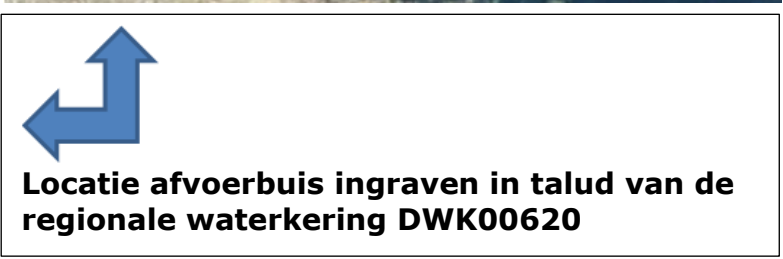 Locatie afvoerbuis ingraven in talud van de
regionale waterkering DWK00620